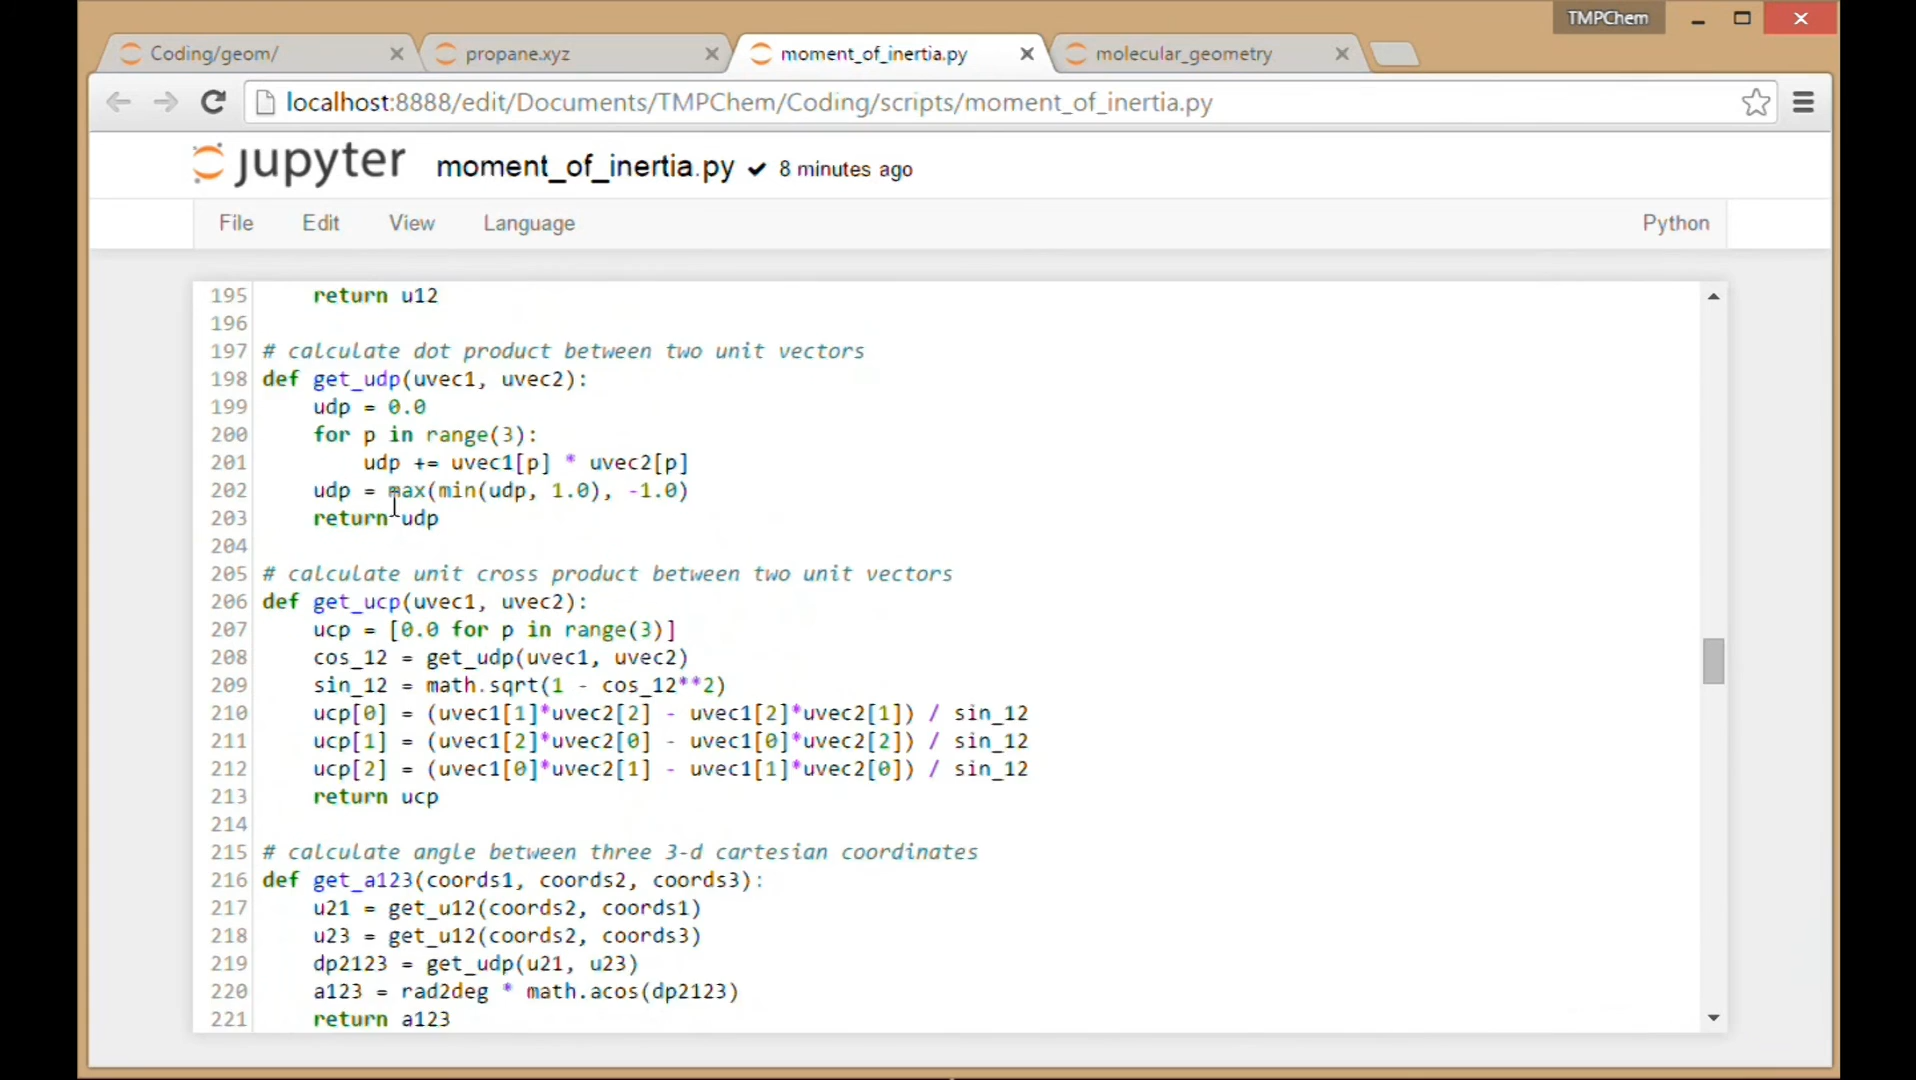 TMPChem
Coding/geom/
propane.xyz
moment_of_inertia.py
molecular_geometry
localhost:8888/edit/Documents/TMPChem/Coding/scripts/moment_of_inertia.py
jupyter moment_of_inertia.py ✔ 8 minutes ago
File Edit View Language Python
195     return u12
196
197 # calculate dot product between two unit vectors
198 def get_udp(uvec1, uvec2):
199     udp = 0.0
200     for p in range(3):
201         udp += uvec1[p] * uvec2[p]
202     udp = max(min(udp, 1.0), -1.0)
203     return udp
204
205 # calculate unit cross product between two unit vectors
206 def get_ucp(uvec1, uvec2):
207     ucp = [0.0 for p in range(3)]
208     cos_12 = get_udp(uvec1, uvec2)
209     sin_12 = math.sqrt(1 - cos_12**2)
210     ucp[0] = (uvec1[1]*uvec2[2] - uvec1[2]*uvec2[1]) / sin_12
211     ucp[1] = (uvec1[2]*uvec2[0] - uvec1[0]*uvec2[2]) / sin_12
212     ucp[2] = (uvec1[0]*uvec2[1] - uvec1[1]*uvec2[0]) / sin_12
213     return ucp
214
215 # calculate angle between three 3-d cartesian coordinates
216 def get_a123(coords1, coords2, coords3):
217     u21 = get_u12(coords2, coords1)
218     u23 = get_u12(coords2, coords3)
219     dp2123 = get_udp(u21, u23)
220     a123 = rad2deg * math.acos(dp2123)
221     return a123